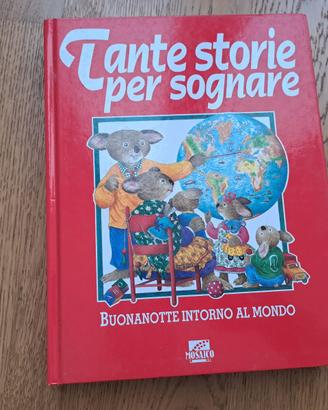 Tante storie
per sognare
BUONANOTTE INTORNO AL MONDO
MOSAICO